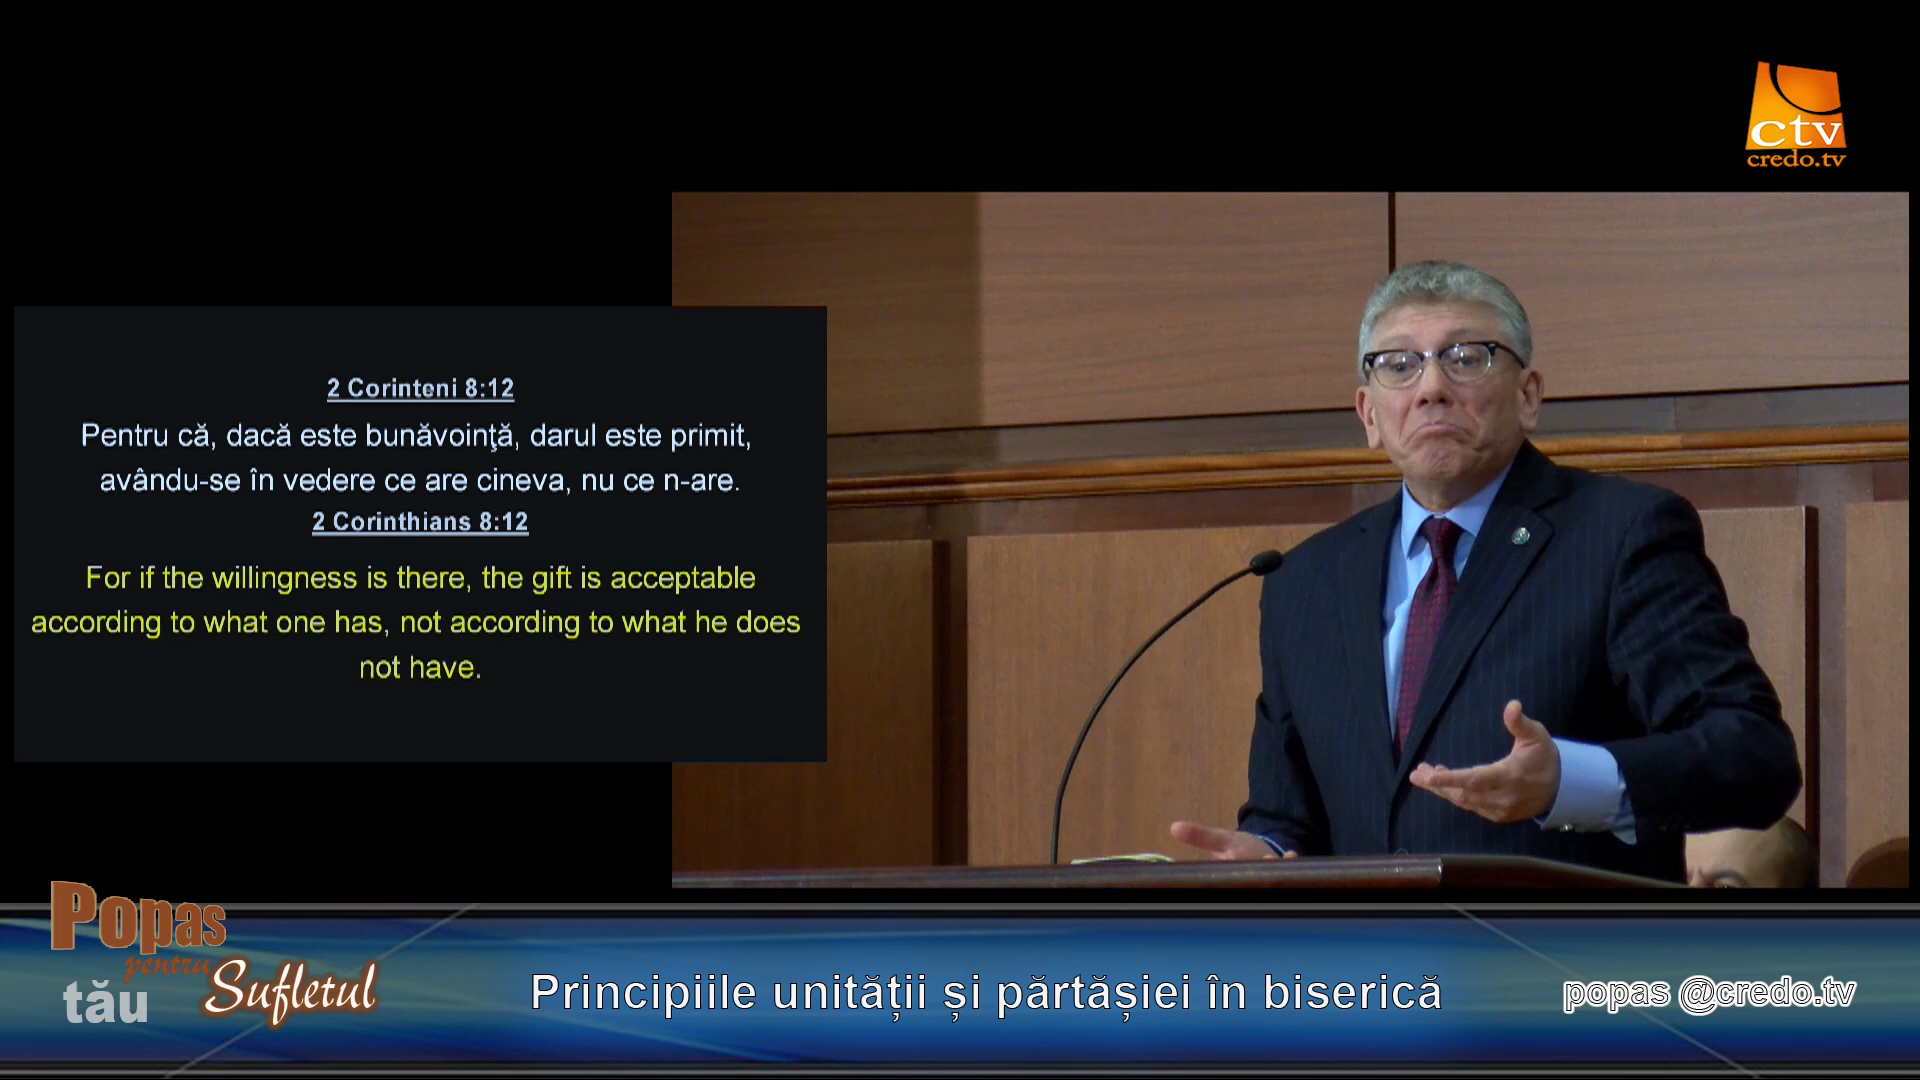 ctv
credo.tv
2 Corinteni 8:12
Pentru că, dacă este bunăvoinţă, darul este primit,
avându-se în vedere ce are cineva, nu ce n-are.
2 Corinthians 8:12
For if the willingness is there, the gift is acceptable
according to what one has, not according to what he does
not have.
Popas
pentru
Sufletul
tău
Principiile unității și părtășiei în biserică
popas @credo.tv